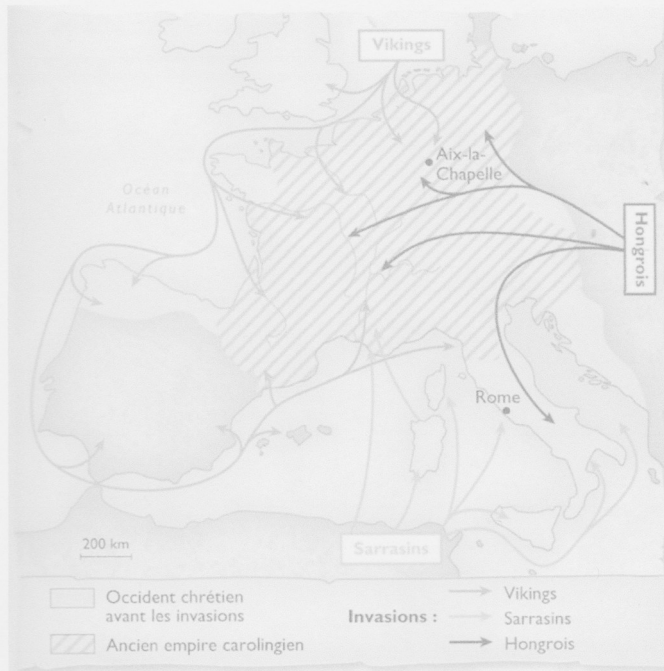 Vikings
Aix-la-
Chapelle
Océan
Atlantique
Hongrois
Rome
200 km
Sarrasins
Occident chrétien
avant les invasions
Ancien empire carolingien
Invasions :
Vikings
Sarrasins
Hongrois